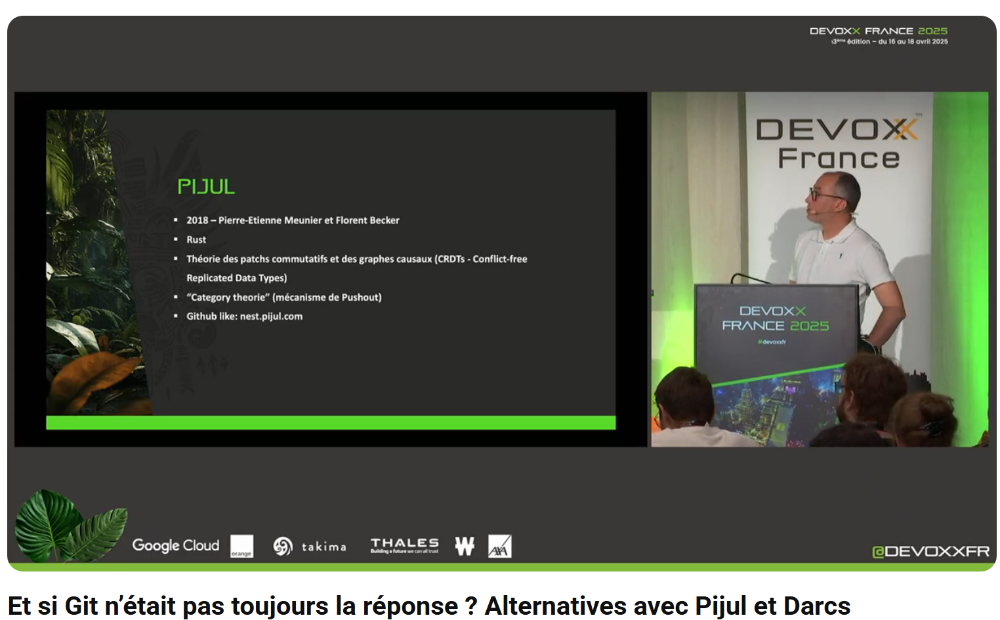 DEVOXX FRANCE 2025
13ème édition – du 16 au 18 avril 2025
PIJUL
▪ 2018 – Pierre-Etienne Meunier et Florent Becker
▪ Rust
▪ Théorie des patchs commutatifs et des graphes causaux (CRDTs - Conflict-free
Replicated Data Types)
▪ “Category theorie” (mécanisme de Pushout)
▪ Github like: nest.pijul.com
DEVOXX™
France
DEVOXX
FRANCE 2025
#devoxxfr
Google Cloud
orange
takima
THALES
Building a future we can all trust
W
AXA
@DEVOXXFR
Et si Git n’était pas toujours la réponse ? Alternatives avec Pijul et Darcs